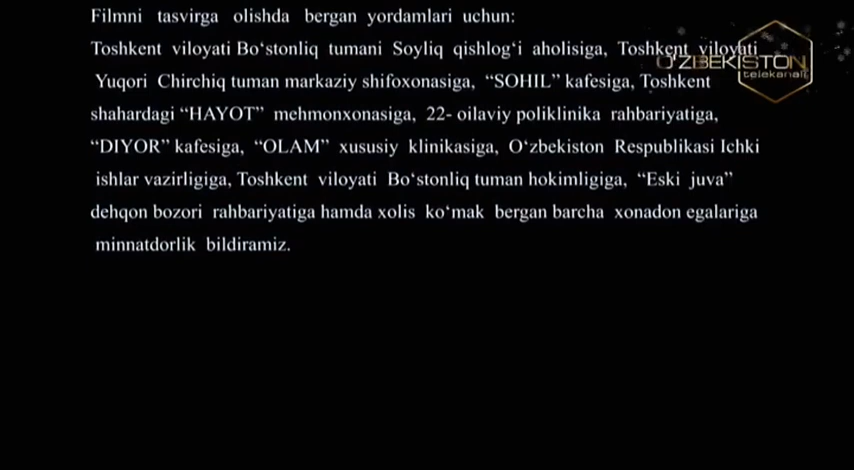 Filmni tasvirga olishda bergan yordamlari uchun:
Toshkent viloyati Bo‘stonliq tumani Soyliq qishlog‘i aholisiga, Toshkent viloyati
O‘ZBEKISTON
telekanali
Yuqori Chirchiq tuman markaziy shifoxonasiga, “SOHIL” kafesiga, Toshkent
shahardagi “HAYOT” mehmonxonasiga, 22- oilaviy poliklinika rahbariyatiga,
“DIYOR” kafesiga, “OLAM” xususiy klinikasiga, O‘zbekiston Respublikasi Ichki
ishlar vazirligiga, Toshkent viloyati Bo‘stonliq tuman hokimligiga, “Eski juva”
dehqon bozori rahbariyatiga hamda xolis ko‘mak bergan barcha xonadon egalariga
minnatdorlik bildiramiz.